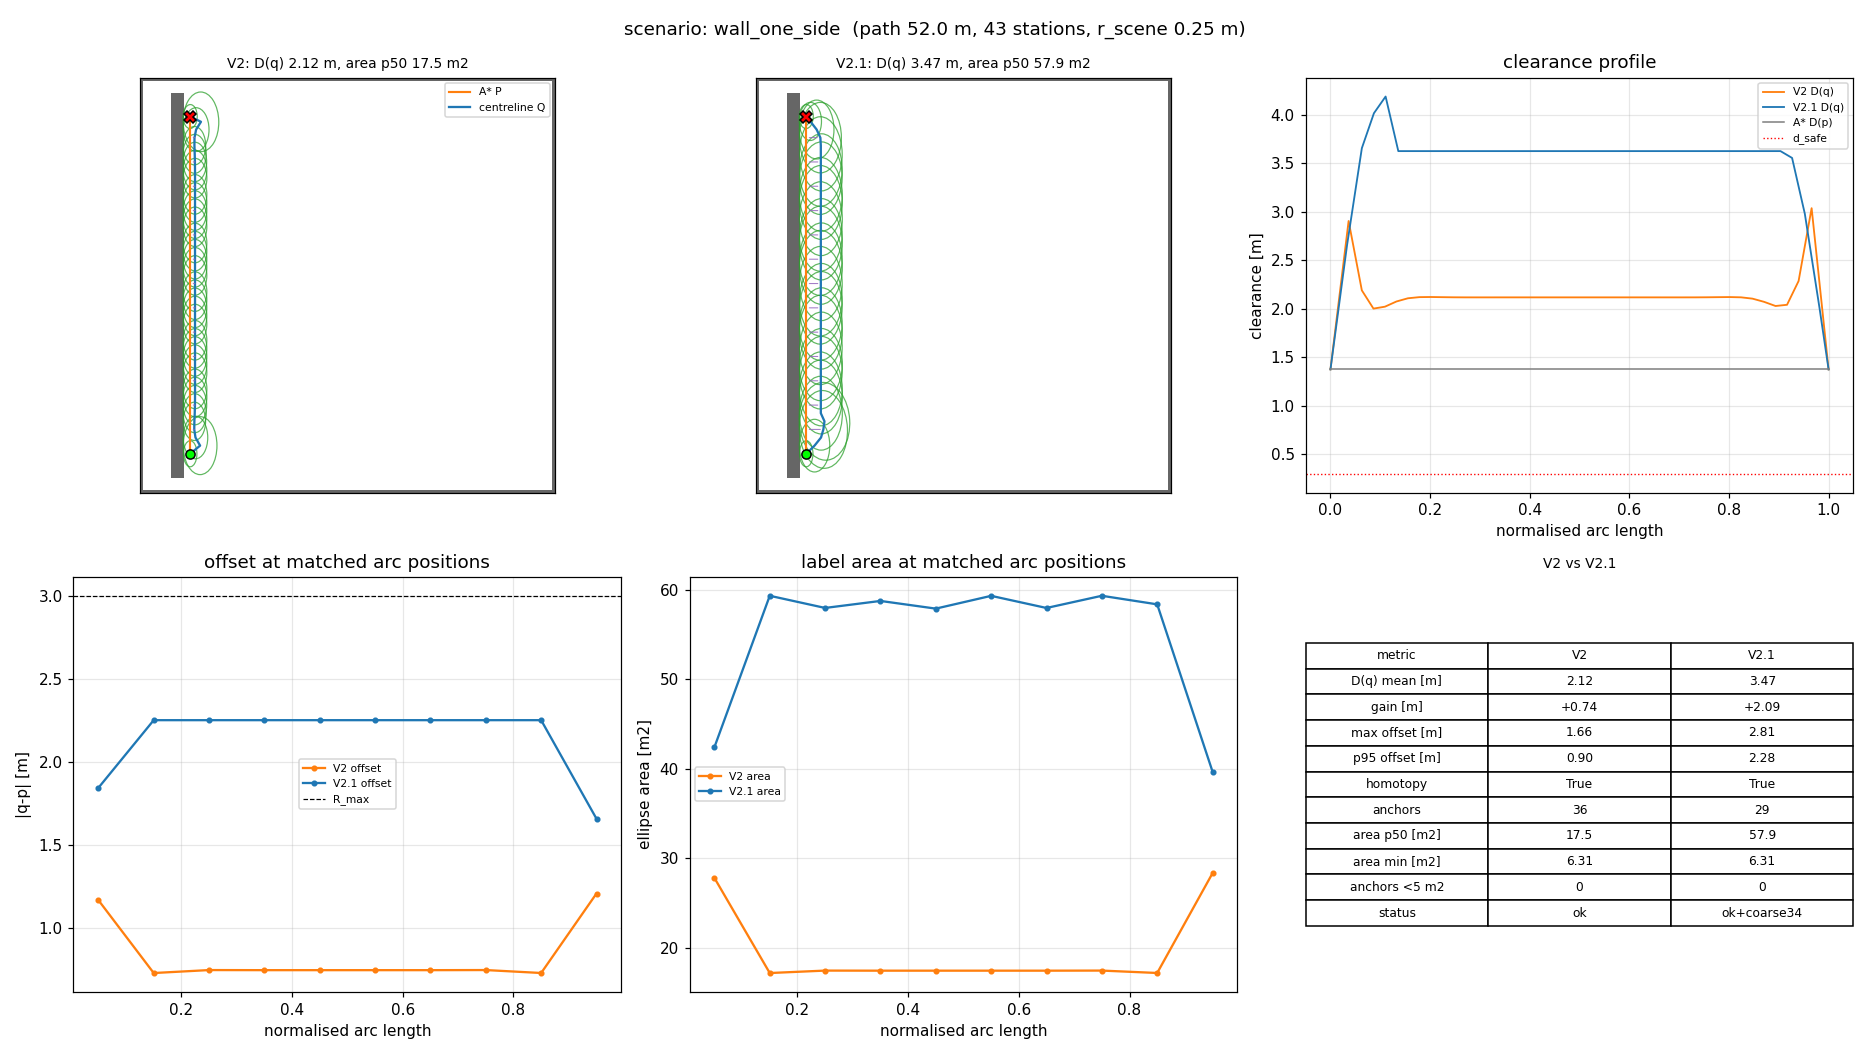 scenario: wall_one_side  (path 52.0 m, 43 stations, r_scene 0.25 m)
V2: D(q) 2.12 m, area p50 17.5 m2
A* P
centreline Q
V2.1: D(q) 3.47 m, area p50 57.9 m2
clearance profile
clearance [m]
4.0
3.5
3.0
2.5
2.0
1.5
1.0
0.5
V2 D(q)
V2.1 D(q)
A* D(p)
d_safe
0.0 0.2 0.4 0.6 0.8 1.0
normalised arc length
offset at matched arc positions
|q-p| [m]
3.0
2.5
2.0
1.5
1.0
V2 offset
V2.1 offset
R_max
0.2 0.4 0.6 0.8
normalised arc length
label area at matched arc positions
ellipse area [m2]
60
50
40
30
20
V2 area
V2.1 area
0.2 0.4 0.6 0.8
normalised arc length
V2 vs V2.1
metric V2 V2.1
D(q) mean [m] 2.12 3.47
gain [m] +0.74 +2.09
max offset [m] 1.66 2.81
p95 offset [m] 0.90 2.28
homotopy True True
anchors 36 29
area p50 [m2] 17.5 57.9
area min [m2] 6.31 6.31
anchors <5 m2 0 0
status ok ok+coarse34